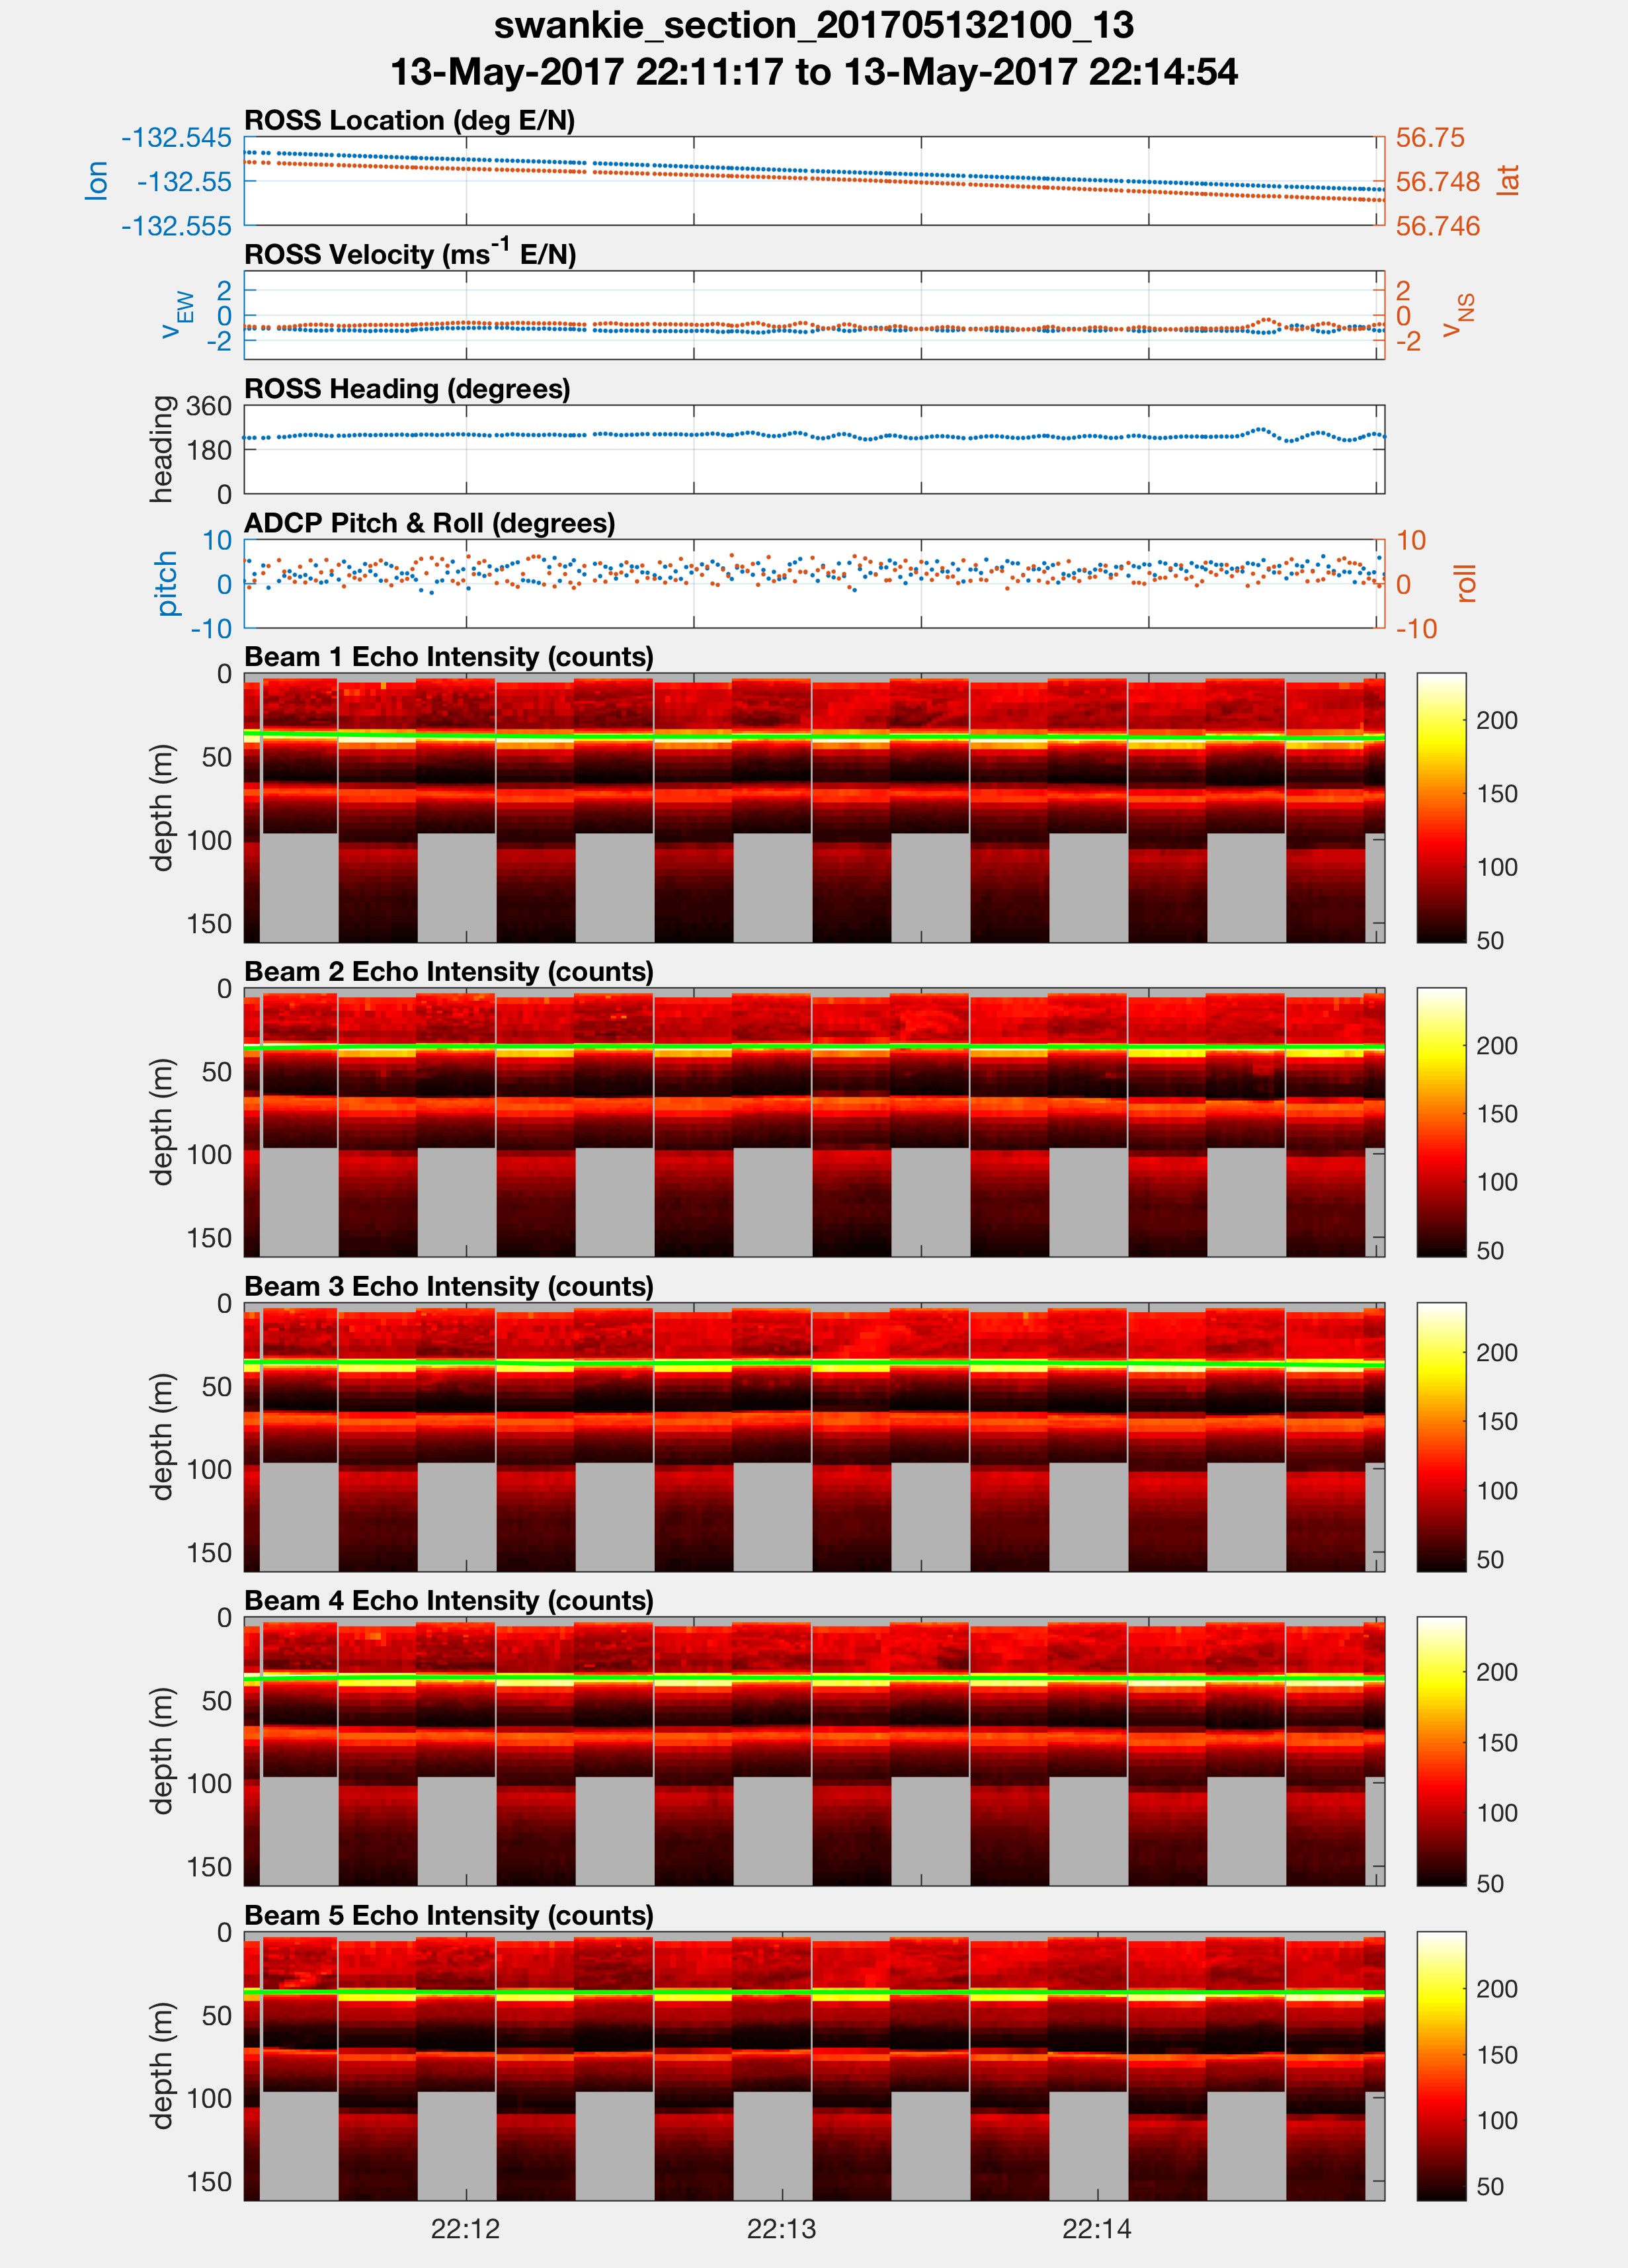 swankie_section_201705132100_13
13-May-2017 22:11:17 to 13-May-2017 22:14:54
ROSS Location (deg E/N)
-132.545
-132.55
-132.555
lon
56.75
56.748
56.746
lat
ROSS Velocity (ms-1 E/N)
2
0
-2
vEW
2
0
-2
vNS
ROSS Heading (degrees)
360
180
0
heading
ADCP Pitch & Roll (degrees)
10
0
-10
pitch
10
0
-10
roll
Beam 1 Echo Intensity (counts)
0
50
100
150
depth (m)
200
150
100
50
Beam 2 Echo Intensity (counts)
0
50
100
150
depth (m)
200
150
100
50
Beam 3 Echo Intensity (counts)
0
50
100
150
depth (m)
200
150
100
50
Beam 4 Echo Intensity (counts)
0
50
100
150
depth (m)
200
150
100
50
Beam 5 Echo Intensity (counts)
0
50
100
150
depth (m)
200
150
100
50
22:12
22:13
22:14